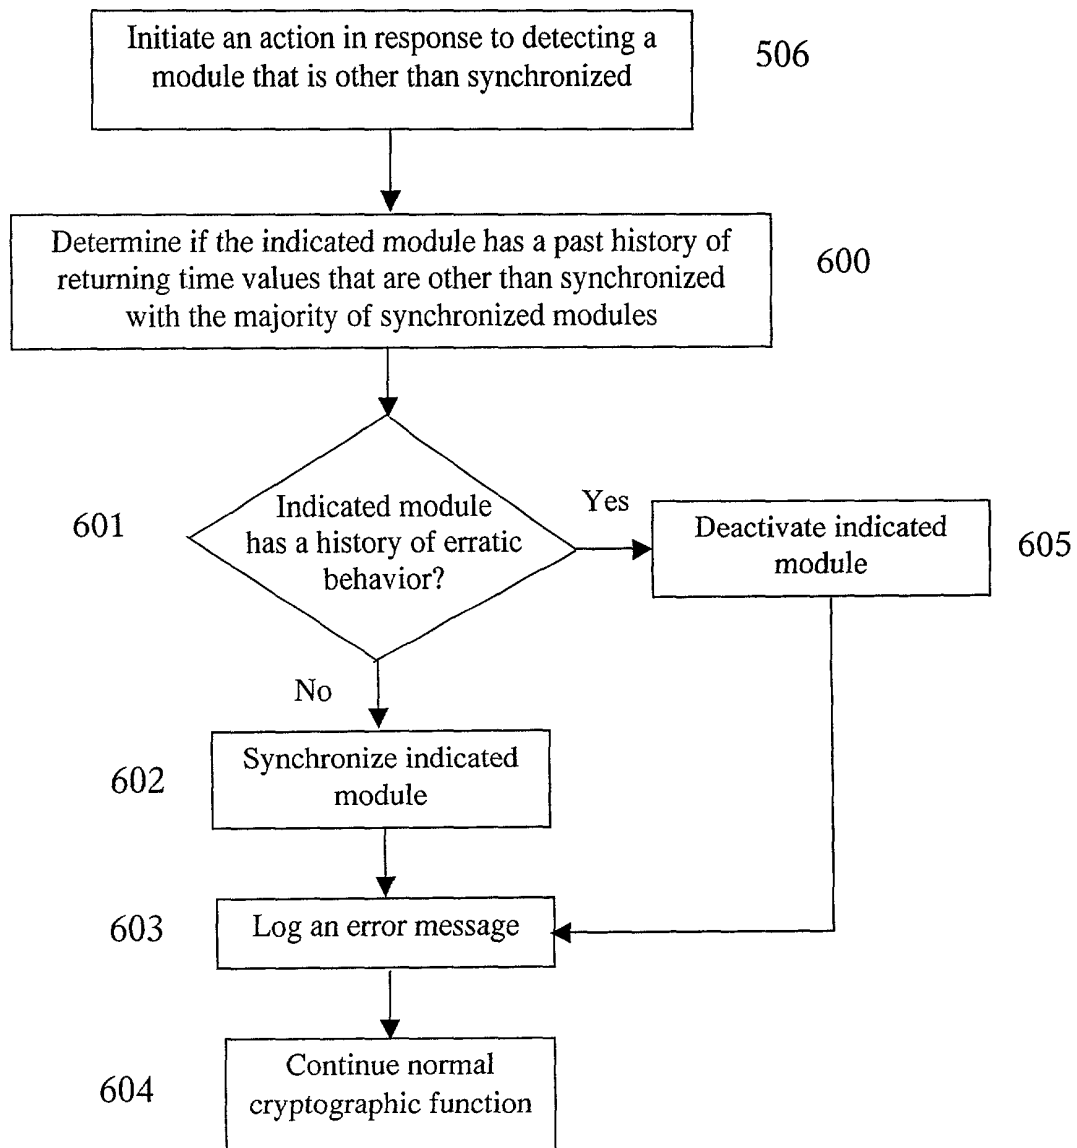 Initiate an action in response to detecting a
module that is other than synchronized
506
Determine if the indicated module has a past history of
returning time values that are other than synchronized
with the majority of synchronized modules
600
601
Indicated module
has a history of erratic
behavior?
Yes
Deactivate indicated
module
605
No
602
Synchronize indicated
module
603
Log an error message
604
Continue normal
cryptographic function